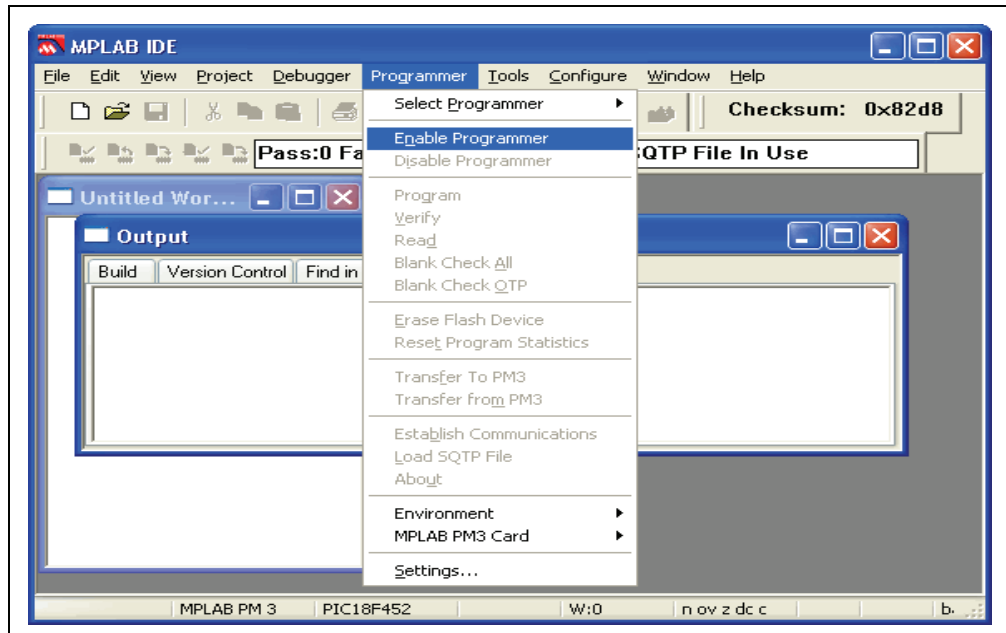 MPLAB IDE
File Edit View Project Debugger Programmer Tools Configure Window Help
Checksum: 0x82d8
Pass:0 Fa
SQTP File In Use
Select Programmer
Enable Programmer
Disable Programmer
Program
Verify
Read
Blank Check All
Blank Check OTP
Erase Flash Device
Reset Program Statistics
Transfer To PM3
Transfer from PM3
Establish Communications
Load SQTP File
About
Environment
MPLAB PM3 Card
Settings...
Untitled Wor...
Output
Build Version Control Find in
MPLAB PM 3 PIC18F452 W:0 n ov z dc c b